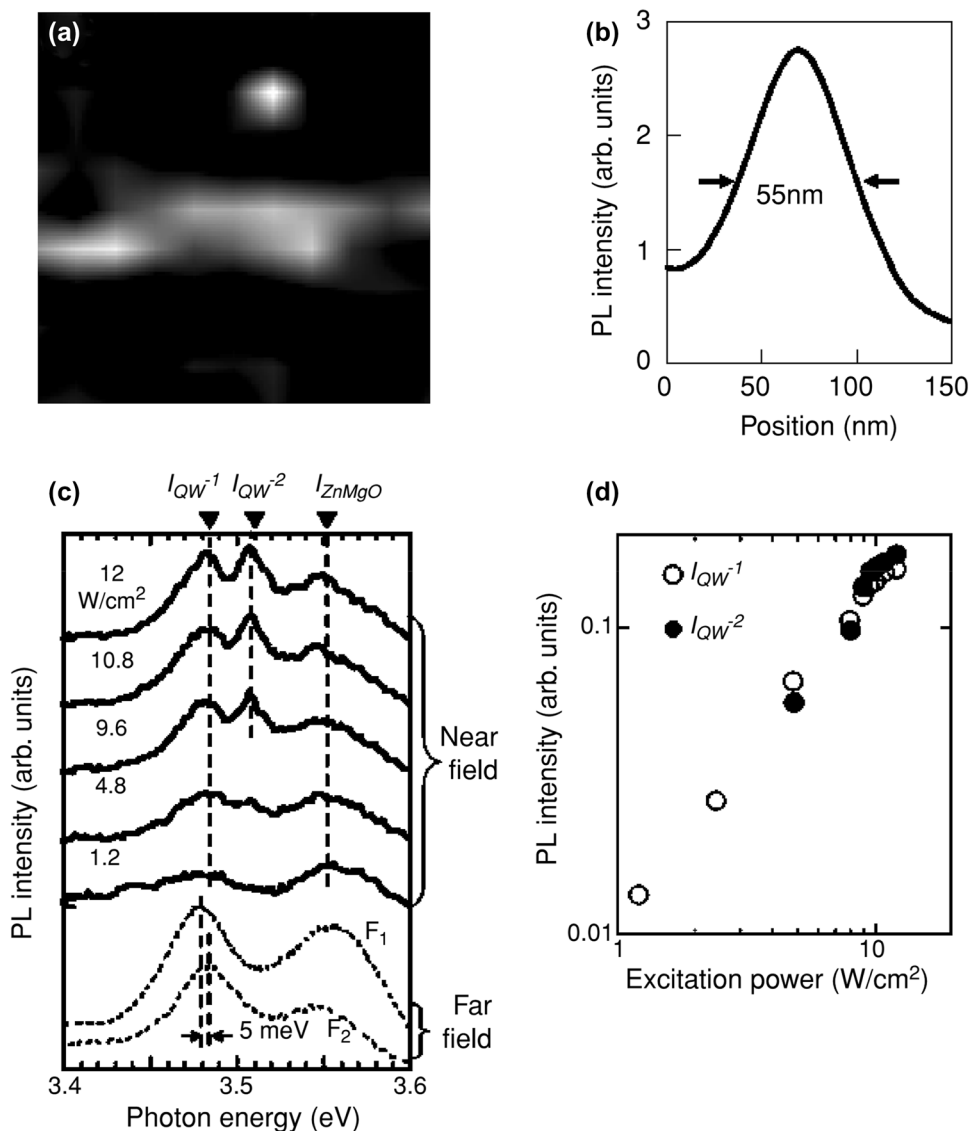 (a)
(b)
3
2
1
0
0
50
100
150
55nm
PL intensity (arb. units)
Position (nm)
(c)
I_QW^-1
I_QW^-2
I_ZnMgO
12
W/cm²
10.8
9.6
4.8
1.2
Near
field
F₁
F₂
5 meV
Far
field
3.4
3.5
3.6
PL intensity (arb. units)
Photon energy (eV)
(d)
I_QW^-1
I_QW^-2
0.1
0.01
1
10
PL intensity (arb. units)
Excitation power (W/cm²)